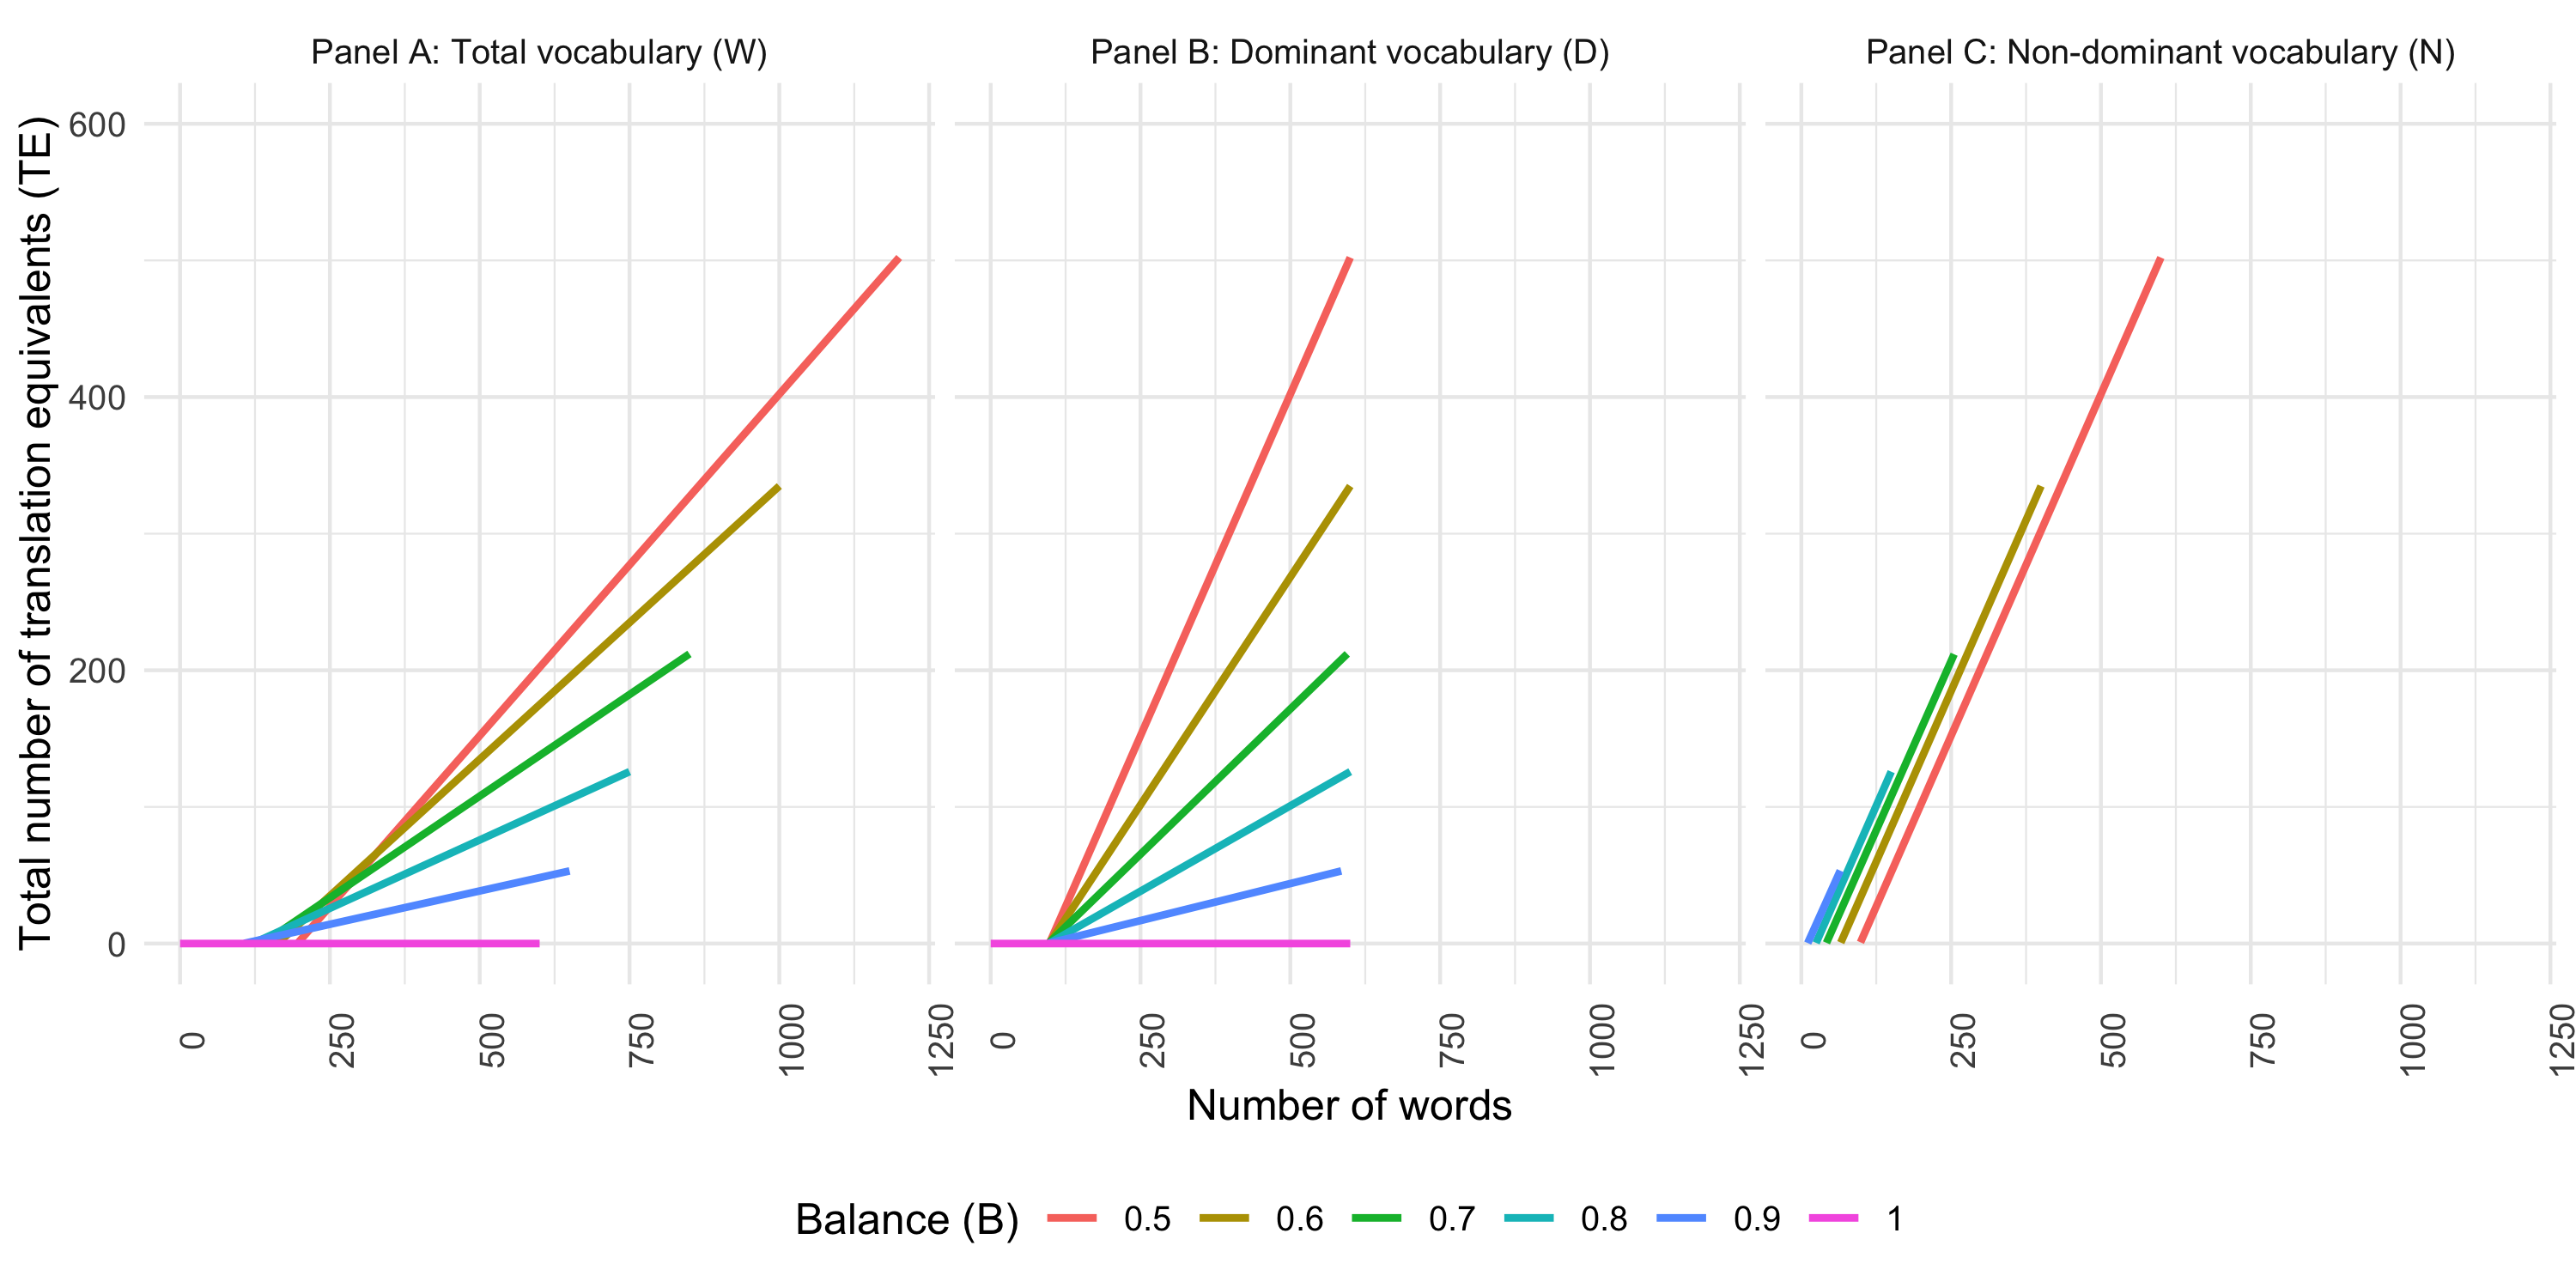 Panel A: Total vocabulary (W)
Panel B: Dominant vocabulary (D)
Panel C: Non-dominant vocabulary (N)
Total number of translation equivalents (TE)
600
400
200
0
0 250 500 750 1000 1250
0 250 500 750 1000 1250
0 250 500 750 1000 1250
Number of words
Balance (B) 0.5 0.6 0.7 0.8 0.9 1